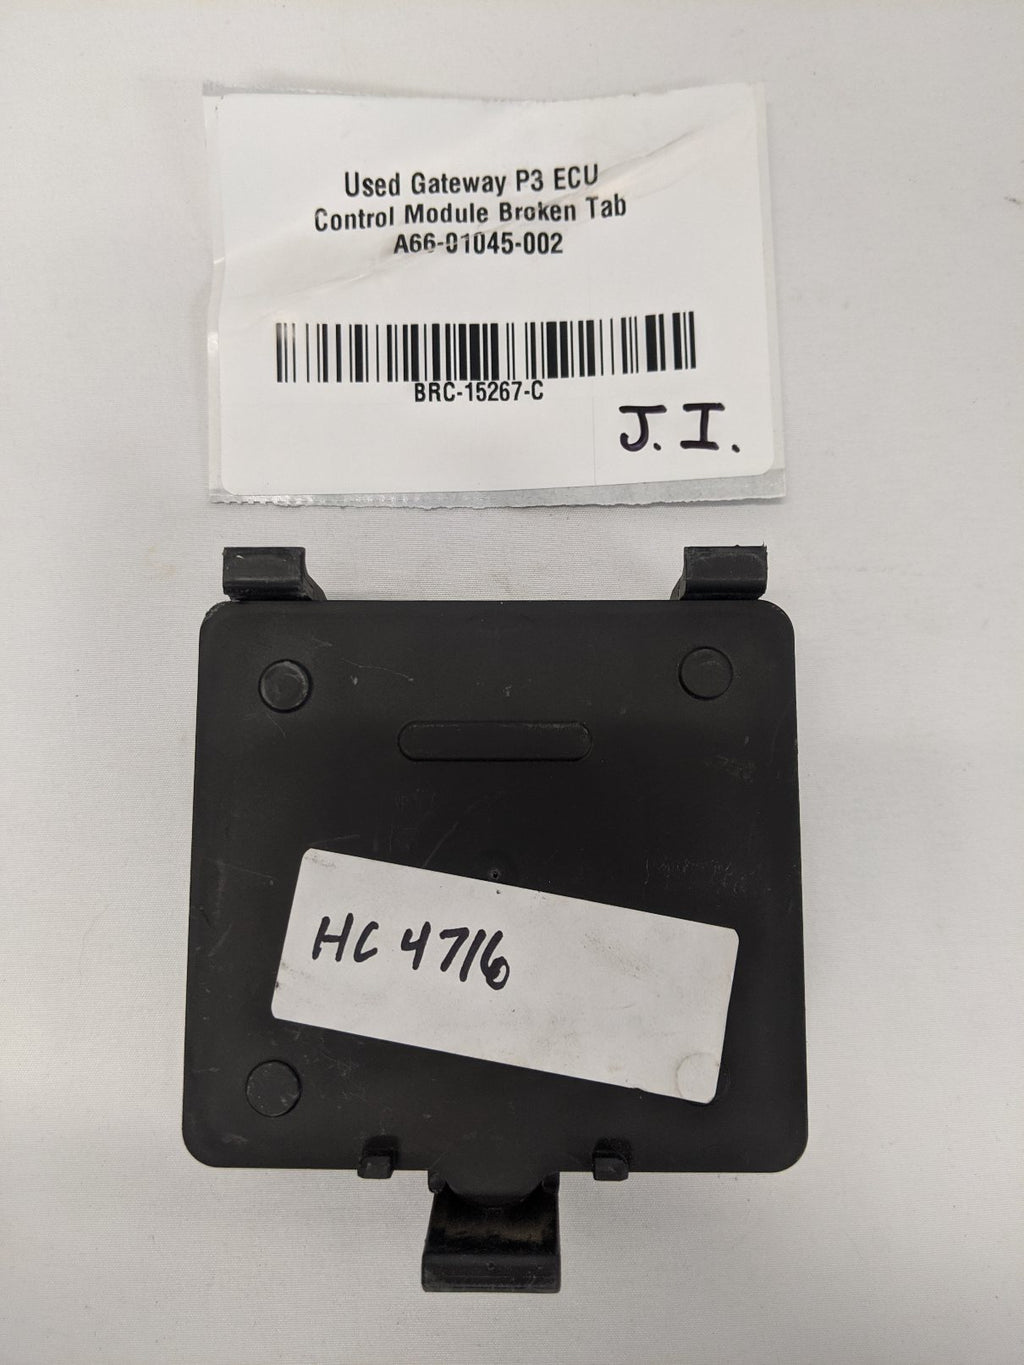 Used Gateway P3 ECU
Control Module Broken Tab
A66-01045-002
BRC-15267-C
J.I.
HC 4716